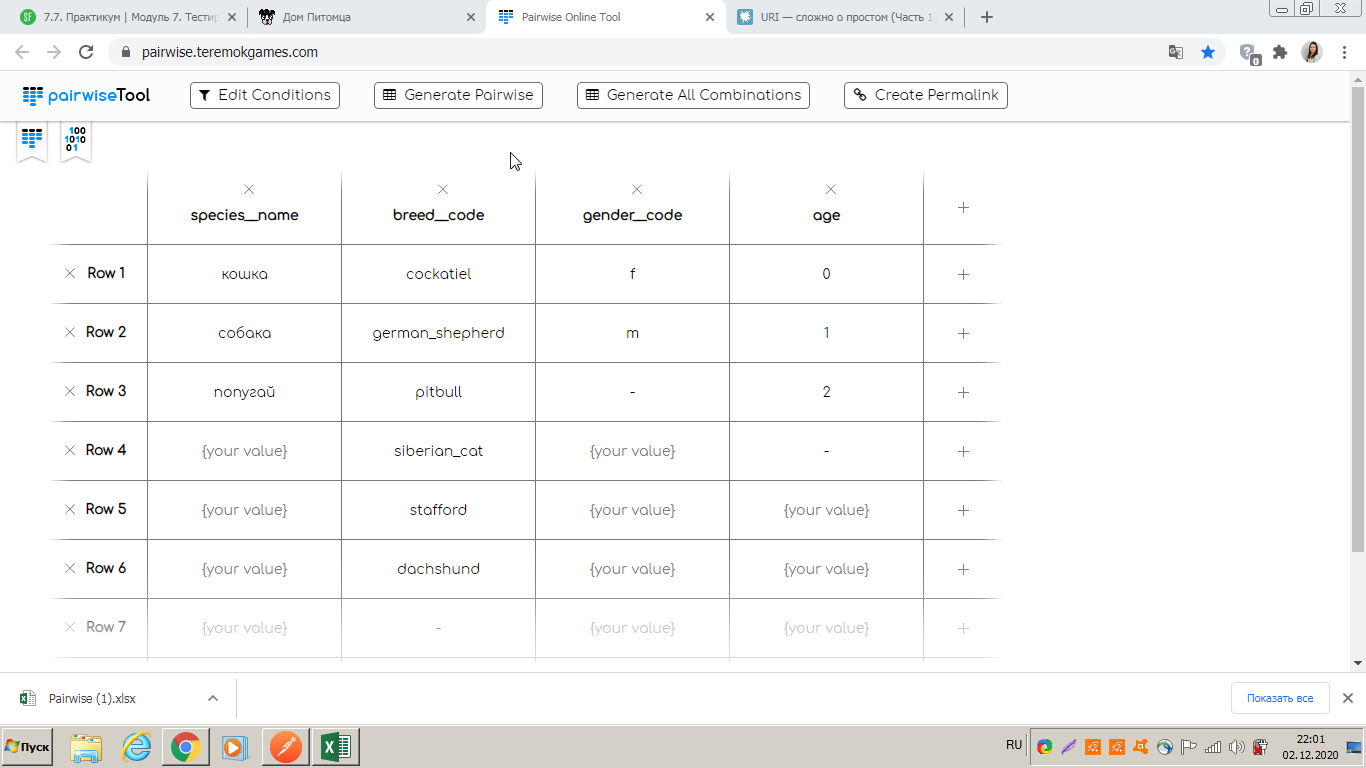 7.7. Практикум | Модуль 7. Тестир
Дом Питомца
Pairwise Online Tool
URI — сложно о простом (Часть 1
pairwise.teremokgames.com
0
pairwiseTool
Edit Conditions
Generate Pairwise
Generate All Combinations
Create Permalink
100
1010
01
species__name breed__code gender__code age
Row 1 кошка cockatiel f 0
Row 2 собака german_shepherd m 1
Row 3 попугай pitbull - 2
Row 4 {your value} siberian_cat {your value} -
Row 5 {your value} stafford {your value} {your value}
Row 6 {your value} dachshund {your value} {your value}
Row 7 {your value} - {your value} {your value}
Pairwise (1).xlsx
Показать все
Пуск
RU
22:01
02.12.2020